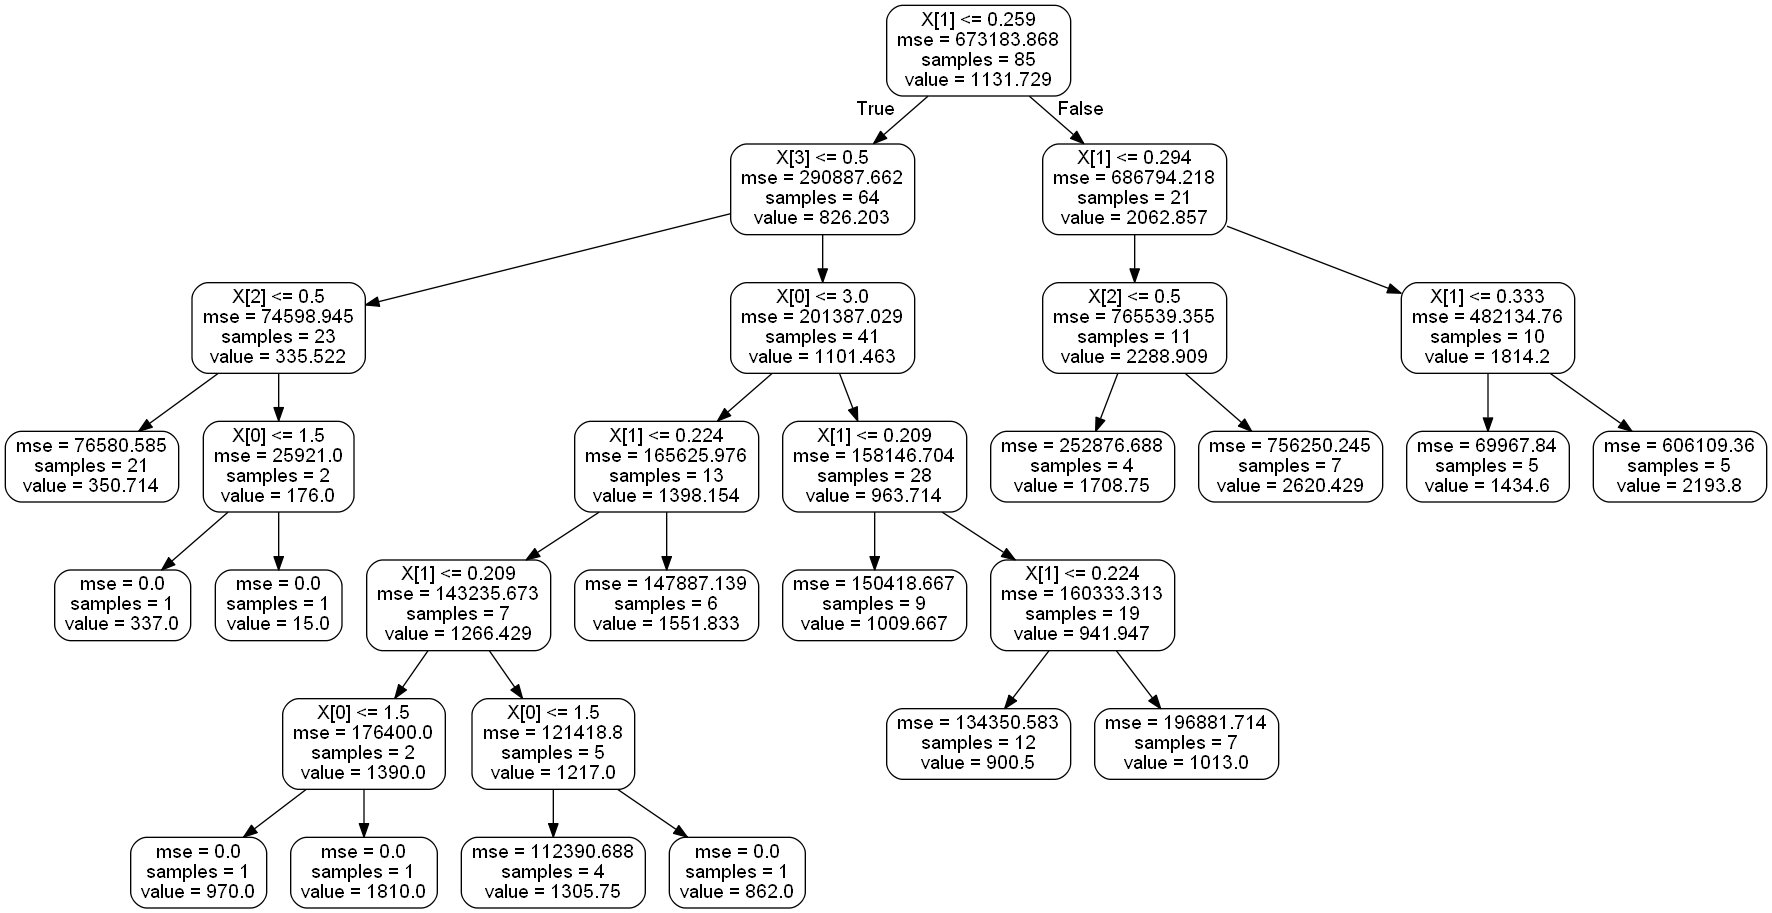 X[1] <= 0.259
mse = 673183.868
samples = 85
value = 1131.729
True
False
X[3] <= 0.5
mse = 290887.662
samples = 64
value = 826.203
X[1] <= 0.294
mse = 686794.218
samples = 21
value = 2062.857
X[2] <= 0.5
mse = 74598.945
samples = 23
value = 335.522
X[0] <= 3.0
mse = 201387.029
samples = 41
value = 1101.463
X[2] <= 0.5
mse = 765539.355
samples = 11
value = 2288.909
X[1] <= 0.333
mse = 482134.76
samples = 10
value = 1814.2
mse = 76580.585
samples = 21
value = 350.714
X[0] <= 1.5
mse = 25921.0
samples = 2
value = 176.0
X[1] <= 0.224
mse = 165625.976
samples = 13
value = 1398.154
X[1] <= 0.209
mse = 158146.704
samples = 28
value = 963.714
mse = 252876.688
samples = 4
value = 1708.75
mse = 756250.245
samples = 7
value = 2620.429
mse = 69967.84
samples = 5
value = 1434.6
mse = 606109.36
samples = 5
value = 2193.8
mse = 0.0
samples = 1
value = 337.0
mse = 0.0
samples = 1
value = 15.0
X[1] <= 0.209
mse = 143235.673
samples = 7
value = 1266.429
mse = 147887.139
samples = 6
value = 1551.833
mse = 150418.667
samples = 9
value = 1009.667
X[1] <= 0.224
mse = 160333.313
samples = 19
value = 941.947
X[0] <= 1.5
mse = 176400.0
samples = 2
value = 1390.0
X[0] <= 1.5
mse = 121418.8
samples = 5
value = 1217.0
mse = 134350.583
samples = 12
value = 900.5
mse = 196881.714
samples = 7
value = 1013.0
mse = 0.0
samples = 1
value = 970.0
mse = 0.0
samples = 1
value = 1810.0
mse = 112390.688
samples = 4
value = 1305.75
mse = 0.0
samples = 1
value = 862.0